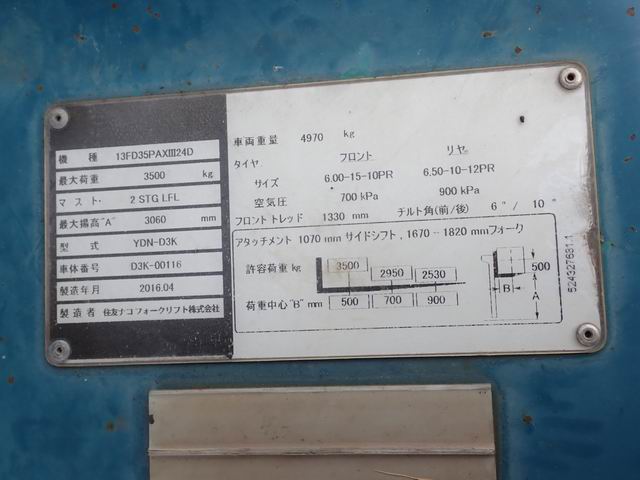 機 種 13FD35PAXⅢ24D
最大荷重 3500 kg
マスト・ 2 STG LFL
最大揚高"A" 3060 mm
型 式 YDN-D3K
車体番号 D3K-00116
製造年月 2016.04
製造者 住友ナコフォークリフト株式会社
車両重量 4970 kg
タイヤ フロント リヤ
サイズ 6.00-15-10PR 6.50-10-12PR
空気圧 700 kPa 900 kPa
フロントトレッド 1330 mm チルト角(前/後) 6°/ 10°
アタッチメント 1070 mm サイドシフト, 1670 - 1820 mm フォーク
許容荷重 kg 3500 2950 2530
荷重中心 "B" mm 500 700 900
500
B
A
524327631.1